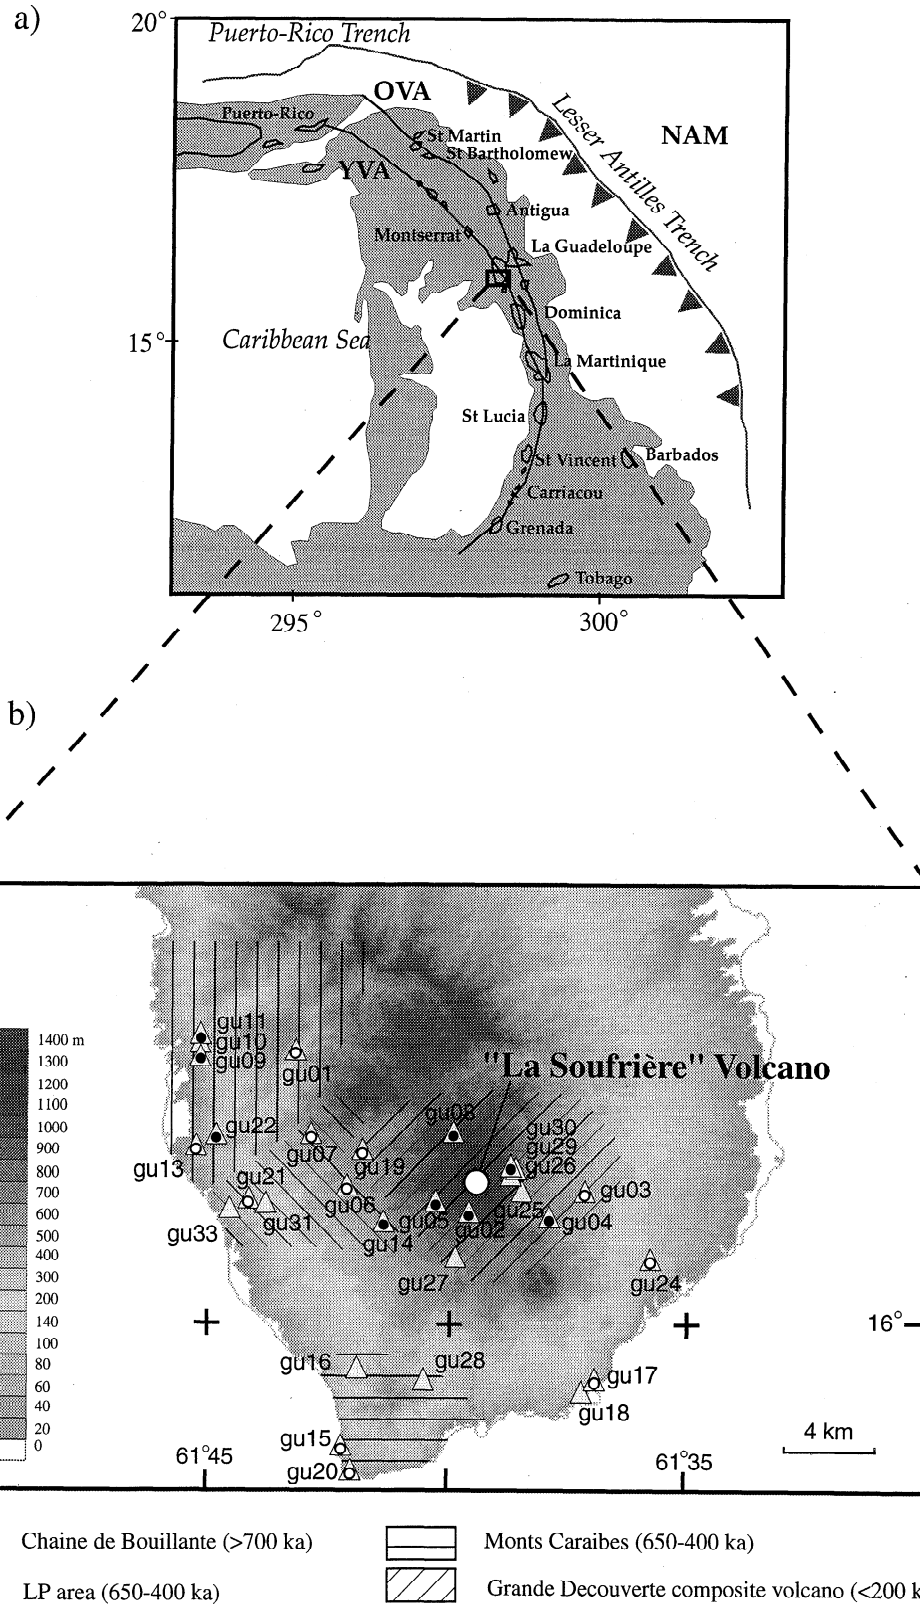 a)
20°
Puerto-Rico Trench
OVA
Puerto-Rico
St Martin
St Bartholomew
NAM
Lesser Antilles Trench
YVA
Antigua
Montserrat
La Guadeloupe
Dominica
Caribbean Sea
15°
La Martinique
St Lucia
St Vincent
Barbados
Carriacou
Grenada
Tobago
295°
300°
b)
gu11
gu10
gu09
gu01
"La Soufrière" Volcano
gu08
gu22
gu30
gu29
gu26
gu07
gu19
gu13
gu21
gu06
gu03
gu31
gu05
gu02
gu25
gu04
gu33
gu14
gu27
gu24
16°
gu16
gu28
gu17
gu18
gu15
gu20
4 km
61°45
61°35
1400 m
1300
1200
1100
1000
900
800
700
600
500
400
300
200
140
100
80
60
40
20
0
Chaine de Bouillante (>700 ka)
Monts Caraibes (650-400 ka)
LP area (650-400 ka)
Grande Decouverte composite volcano (<200 k